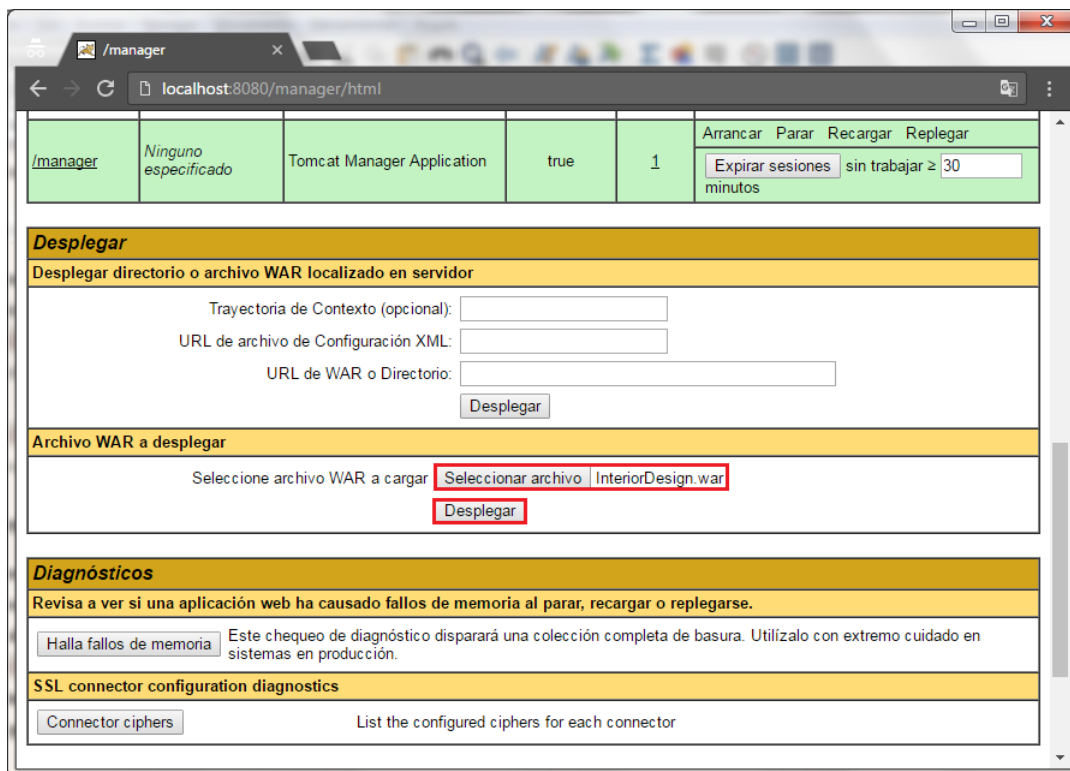 /manager
localhost:8080/manager/html
/manager
Ninguno
especificado
Tomcat Manager Application
true
1
Arrancar Parar Recargar Replegar
Expirar sesiones sin trabajar ≥ 30
minutos
Desplegar
Desplegar directorio o archivo WAR localizado en servidor
Trayectoria de Contexto (opcional):
URL de archivo de Configuración XML:
URL de WAR o Directorio:
Desplegar
Archivo WAR a desplegar
Seleccione archivo WAR a cargar Seleccionar archivo InteriorDesign.war
Desplegar
Diagnósticos
Revisa a ver si una aplicación web ha causado fallos de memoria al parar, recargar o replegarse.
Halla fallos de memoria
Este chequeo de diagnóstico disparará una colección completa de basura. Utilízalo con extremo cuidado en
sistemas en producción.
SSL connector configuration diagnostics
Connector ciphers List the configured ciphers for each connector